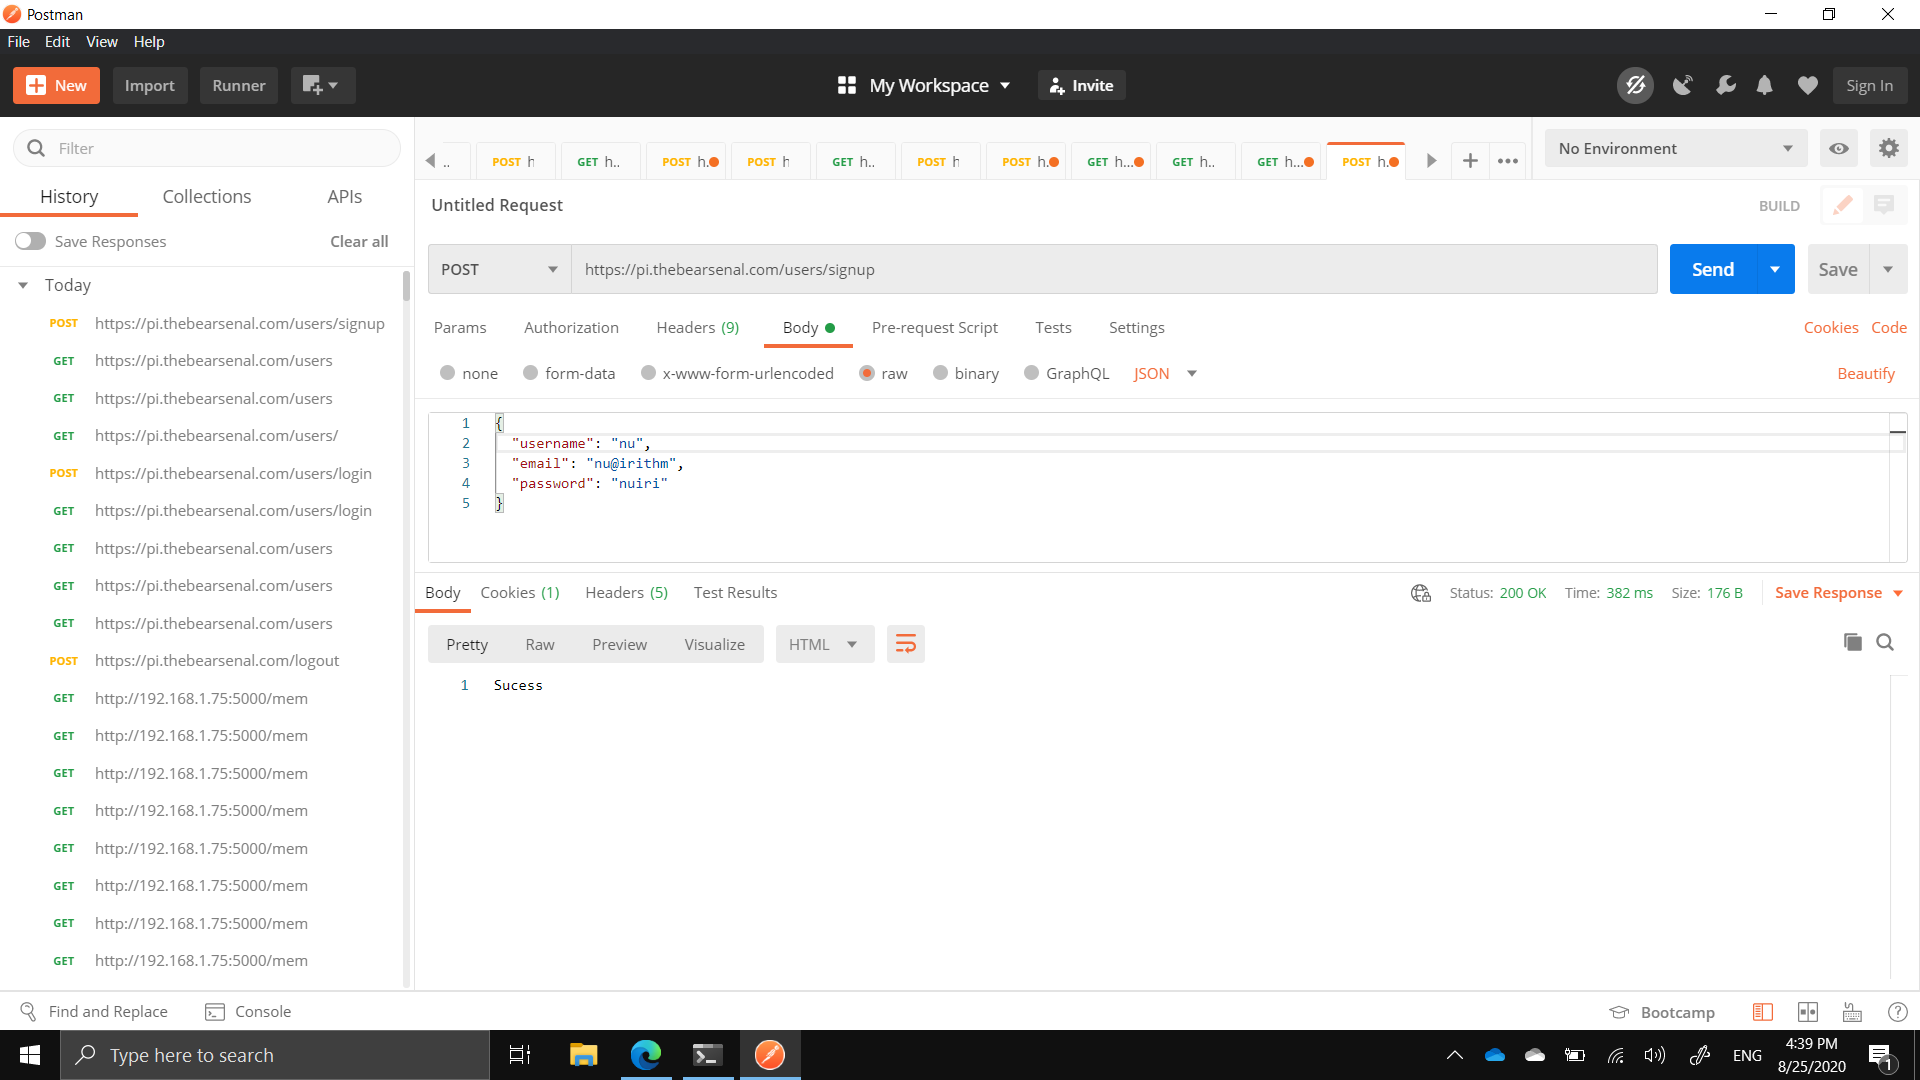 Postman
File Edit View Help
New Import Runner My Workspace Invite Sign In
Filter
History Collections APIs
Save Responses Clear all
Today
POST https://pi.thebearsenal.com/users/signup
GET https://pi.thebearsenal.com/users
GET https://pi.thebearsenal.com/users
GET https://pi.thebearsenal.com/users/
POST https://pi.thebearsenal.com/users/login
GET https://pi.thebearsenal.com/users/login
GET https://pi.thebearsenal.com/users
GET https://pi.thebearsenal.com/users
GET https://pi.thebearsenal.com/users
POST https://pi.thebearsenal.com/logout
GET http://192.168.1.75:5000/mem
GET http://192.168.1.75:5000/mem
GET http://192.168.1.75:5000/mem
GET http://192.168.1.75:5000/mem
GET http://192.168.1.75:5000/mem
GET http://192.168.1.75:5000/mem
GET http://192.168.1.75:5000/mem
GET http://192.168.1.75:5000/mem
.. POST h GET h.. POST h. POST h GET h.. POST h POST h. GET h... GET h.. GET h... POST h. No Environment
Untitled Request BUILD
POST https://pi.thebearsenal.com/users/signup Send Save
Params Authorization Headers (9) Body Pre-request Script Tests Settings Cookies Code
none form-data x-www-form-urlencoded raw binary GraphQL JSON Beautify
1 {
2 "username": "nu",
3 "email": "nu@irithm",
4 "password": "nuiri"
5 }
Body Cookies (1) Headers (5) Test Results Status: 200 OK Time: 382 ms Size: 176 B Save Response
Pretty Raw Preview Visualize HTML
1 Sucess
Find and Replace Console Bootcamp
Type here to search ENG 4:39 PM
8/25/2020 1